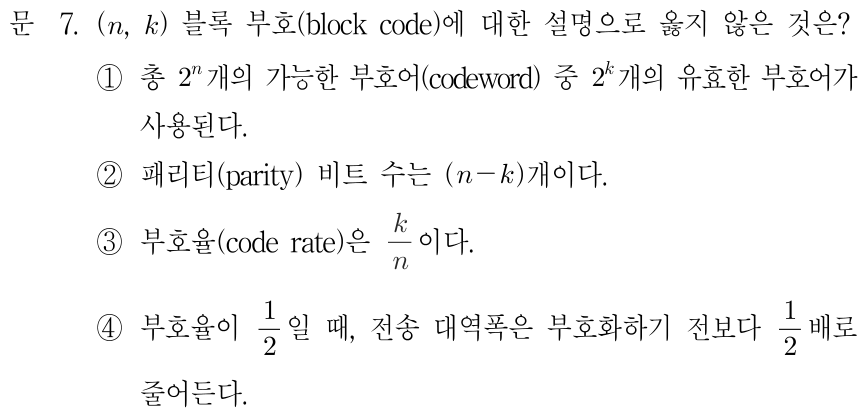 문 7. (n, k) 블록 부호(block code)에 대한 설명으로 옳지 않은 것은?
① 총 2ⁿ개의 가능한 부호어(codeword) 중 2ᵏ개의 유효한 부호어가
사용된다.
② 패리티(parity) 비트 수는 (n-k)개이다.
③ 부호율(code rate)은 k/n 이다.
④ 부호율이 1/2 일 때, 전송 대역폭은 부호화하기 전보다 1/2 배로
줄어든다.